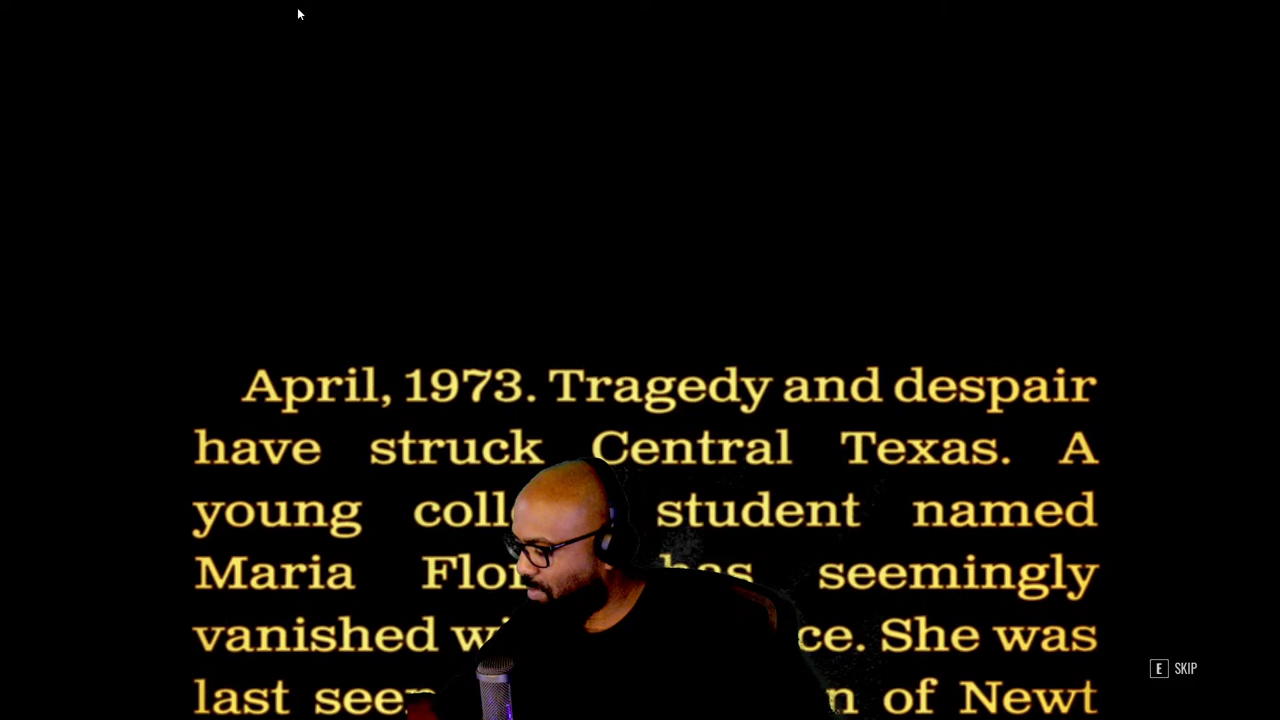 April, 1973. Tragedy and despair
have struck Central Texas. A
young student named
Maria has seemingly
vanished She was
last of Newt
E SKIP